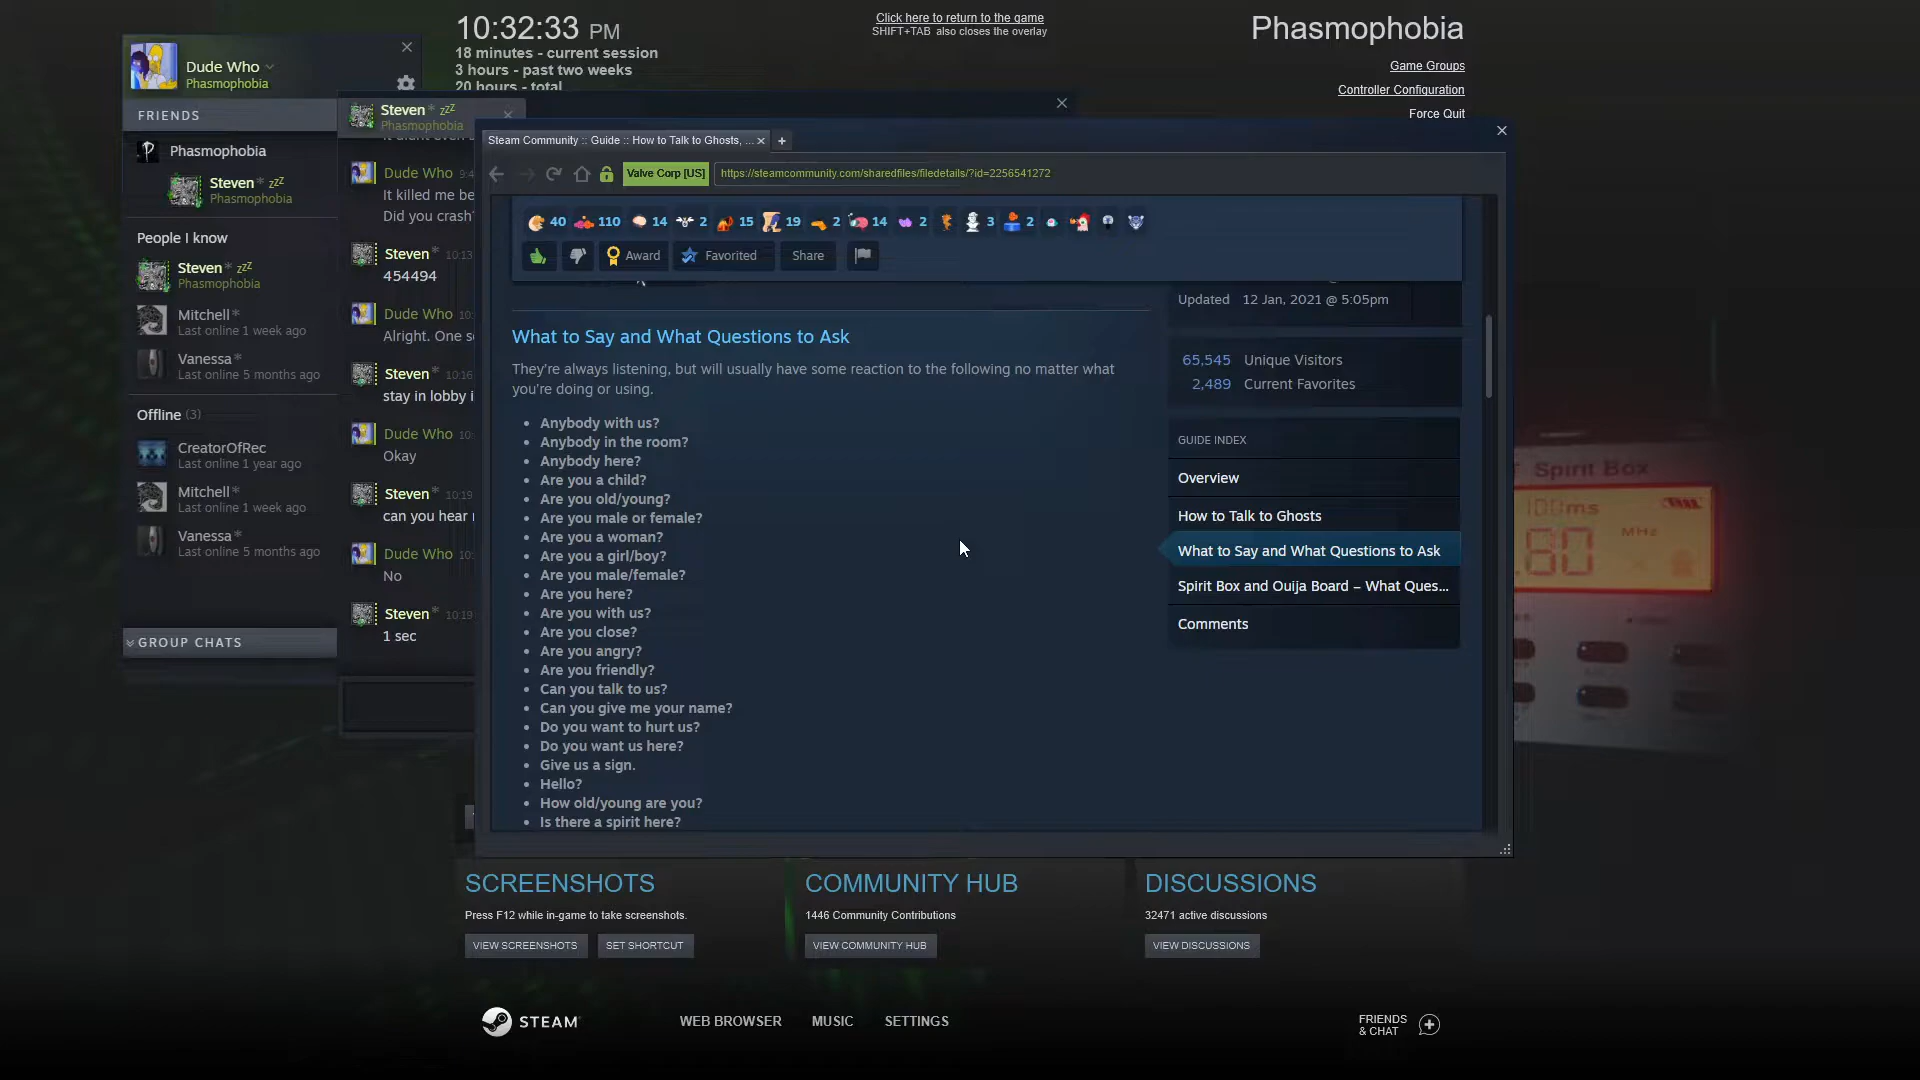 10:32:33 PM
18 minutes - current session
3 hours - past two weeks
20 hours - total
Click here to return to the game
SHIFT+TAB also closes the overlay
Phasmophobia
Game Groups
Controller Configuration
Force Quit
Dude Who
Phasmophobia
FRIENDS
Phasmophobia
Steven* zzZ
Phasmophobia
People I know
Steven* zzZ
Phasmophobia
Mitchell*
Last online 1 week ago
Vanessa*
Last online 5 months ago
Offline (3)
CreatorOfRec
Last online 1 year ago
Mitchell*
Last online 1 week ago
Vanessa*
Last online 5 months ago
GROUP CHATS
Steven* zzZ
Phasmophobia
Dude Who 9:4
It killed me be
Did you crash?
Steven* 10:13
454494
Dude Who 10:
Alright. One s
Steven* 10:16
stay in lobby i
Dude Who 10:
Okay
Steven* 10:19
can you hear
Dude Who 10:
No
Steven* 10:19
1 sec
Steam Community :: Guide :: How to Talk to Ghosts, ...
Valve Corp [US]
https://steamcommunity.com/sharedfiles/filedetails/?id=2256541272
40 110 14 2 15 19 2 14 2 3 2
Award
Favorited
Share
What to Say and What Questions to Ask
They're always listening, but will usually have some reaction to the following no matter what
you're doing or using.
Anybody with us?
Anybody in the room?
Anybody here?
Are you a child?
Are you old/young?
Are you male or female?
Are you a woman?
Are you a girl/boy?
Are you male/female?
Are you here?
Are you with us?
Are you close?
Are you angry?
Are you friendly?
Can you talk to us?
Can you give me your name?
Do you want to hurt us?
Do you want us here?
Give us a sign.
Hello?
How old/young are you?
Is there a spirit here?
Updated 12 Jan, 2021 @ 5:05pm
65,545 Unique Visitors
2,489 Current Favorites
GUIDE INDEX
Overview
How to Talk to Ghosts
What to Say and What Questions to Ask
Spirit Box and Ouija Board – What Ques...
Comments
Spirit Box
100ms
.60 MHz
SCREENSHOTS
Press F12 while in-game to take screenshots.
VIEW SCREENSHOTS
SET SHORTCUT
COMMUNITY HUB
1446 Community Contributions
VIEW COMMUNITY HUB
DISCUSSIONS
32471 active discussions
VIEW DISCUSSIONS
STEAM
WEB BROWSER
MUSIC
SETTINGS
FRIENDS
& CHAT